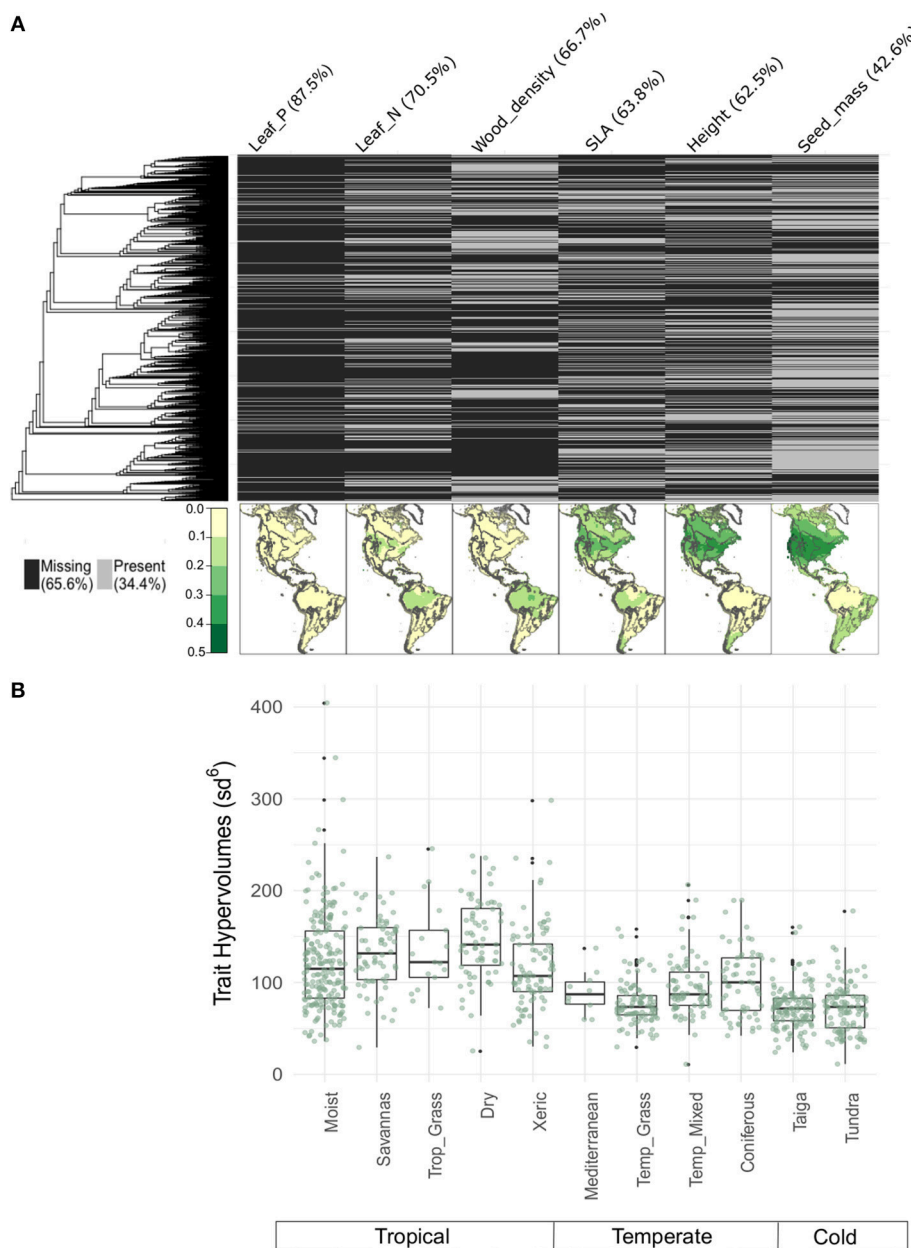 A
Leaf_P (87.5%)
Leaf_N (70.5%)
Wood_density (66.7%)
SLA (63.8%)
Height (62.5%)
Seed_mass (42.6%)
0.0
0.1
0.2
0.3
0.4
0.5
Missing (65.6%)
Present (34.4%)
B
Trait Hypervolumes (sd⁶)
400
300
200
100
0
Moist
Savannas
Trop_Grass
Dry
Xeric
Mediterranean
Temp_Grass
Temp_Mixed
Coniferous
Taiga
Tundra
Tropical
Temperate
Cold